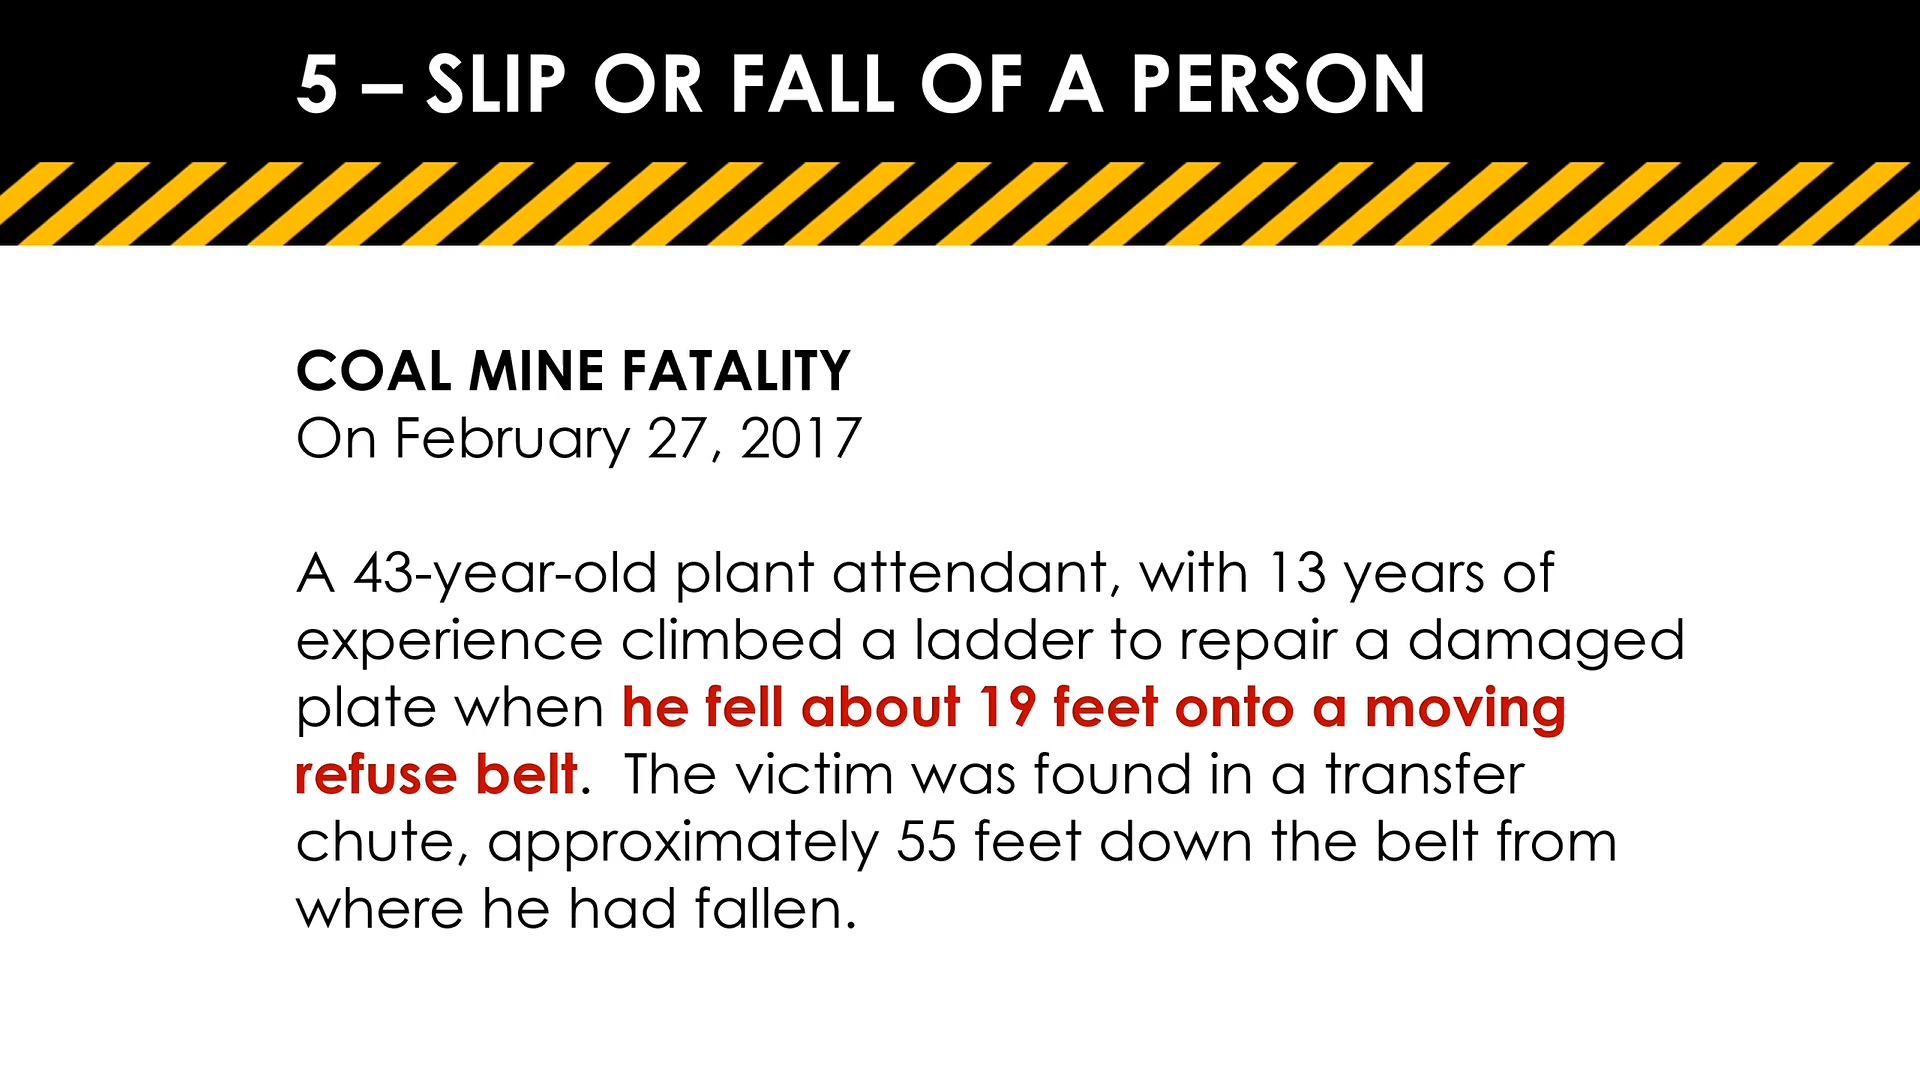 5 – SLIP OR FALL OF A PERSON
COAL MINE FATALITY
On February 27, 2017
A 43-year-old plant attendant, with 13 years of
experience climbed a ladder to repair a damaged
plate when he fell about 19 feet onto a moving
refuse belt.  The victim was found in a transfer
chute, approximately 55 feet down the belt from
where he had fallen.